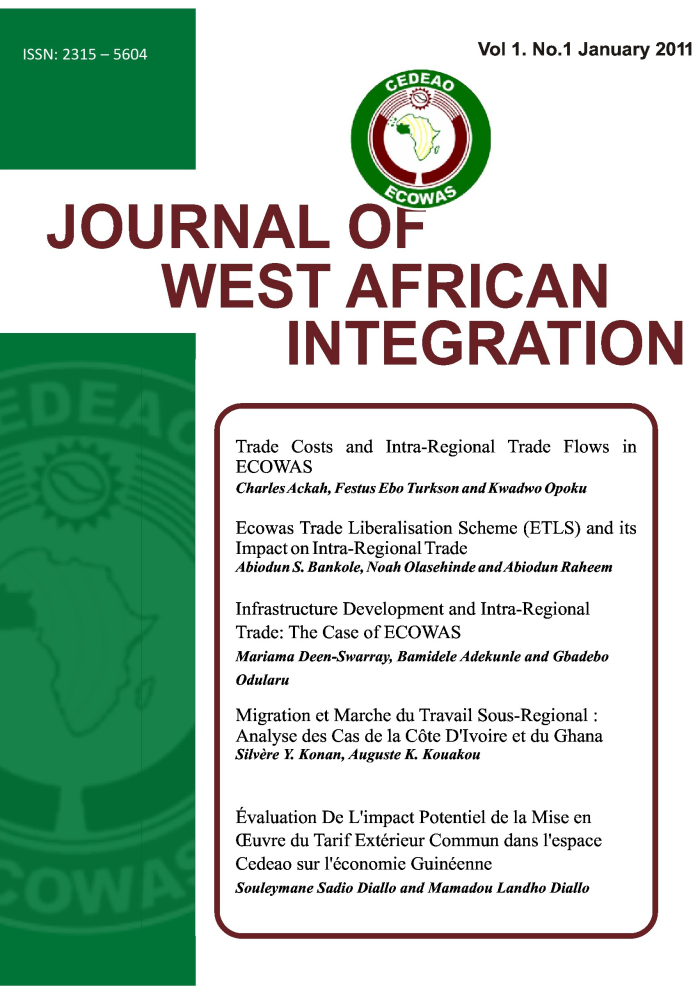 ISSN: 2315 – 5604
Vol 1. No.1 January 2011
CEDEAO
ECOWAS
JOURNAL OF
WEST AFRICAN
INTEGRATION
CEDEAO
Trade Costs and Intra-Regional Trade Flows in
ECOWAS
Charles Ackah, Festus Ebo Turkson and Kwadwo Opoku
Ecowas Trade Liberalisation Scheme (ETLS) and its
Impact on Intra-Regional Trade
Abiodun S. Bankole, Noah Olasehinde and Abiodun Raheem
Infrastructure Development and Intra-Regional
Trade: The Case of ECOWAS
Mariama Deen-Swarray, Bamidele Adekunle and Gbadebo
Odularu
Migration et Marche du Travail Sous-Regional :
Analyse des Cas de la Côte D'Ivoire et du Ghana
Silvère Y. Konan, Auguste K. Kouakou
Évaluation De L'impact Potentiel de la Mise en
Œuvre du Tarif Extérieur Commun dans l'espace
Cedeao sur l'économie Guinéenne
Souleymane Sadio Diallo and Mamadou Landho Diallo
COWAS